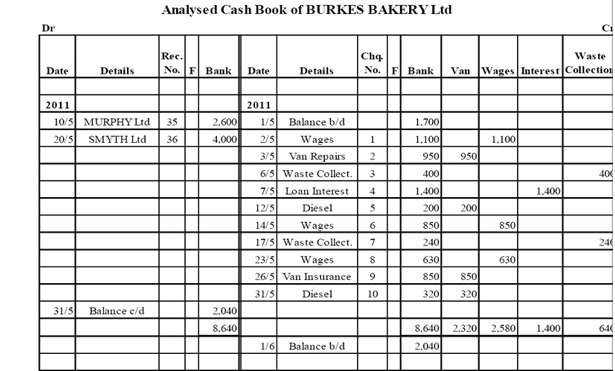 Analysed Cash Book of BURKES BAKERY Ltd
Dr
Date Details Rec. No. F Bank Date Details Chq. No. F Bank Van Wages Interest Waste Collection
2011 2011
10/5 MURPHY Ltd 35 2,600 1/5 Balance b/d 1,700
20/5 SMYTH Ltd 36 4,000 2/5 Wages 1 1,100 1,100
3/5 Van Repairs 2 950 950
6/5 Waste Collect. 3 400
7/5 Loan Interest 4 1,400 1,400
12/5 Diesel 5 200 200
14/5 Wages 6 850 850
17/5 Waste Collect. 7 240
23/5 Wages 8 630 630
26/5 Van Insurance 9 850 850
31/5 Diesel 10 320 320
31/5 Balance c/d 2,040
8,640 8,640 2,320 2,580 1,400
1/6 Balance b/d 2,040